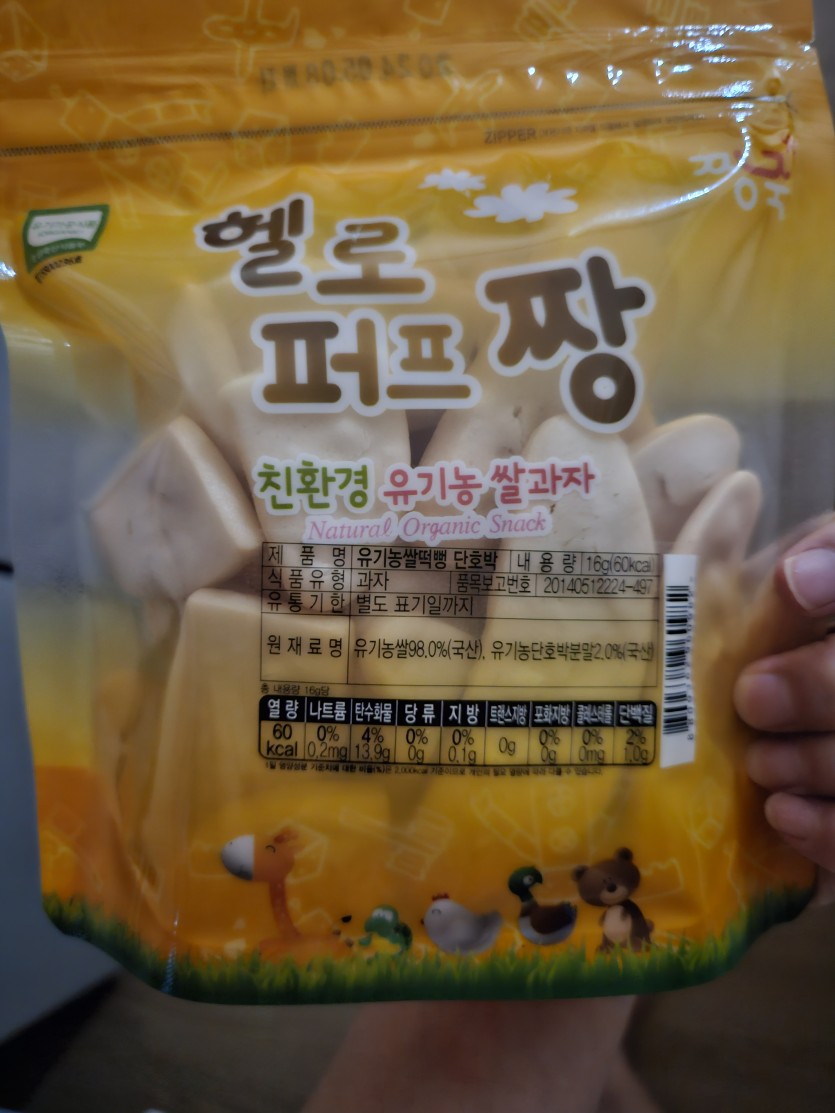 ZIPPER
헬로
퍼프짱
친환경 유기농 쌀과자
Natural Organic Snack
제 품 명 유기농쌀떡뻥 단호박 내 용 량 16g(60kcal
식 품 유 형 과자 품목보고번호 20140512224-497
유 통 기 한 별도 표기일까지
원 재 료 명 유기농쌀98.0%(국산), 유기농단호박분말2.0%(국산)
총 내용량 16g당
열 량 나트륨 탄수화물 당 류 지 방 트랜스지방 포화지방 콜레스테롤 단백질
60 0% 4% 0% 0% 0g 0% 0% 2%
kcal 0.2mg 13.9g 0g 0.1g 0g 0mg 1.0g